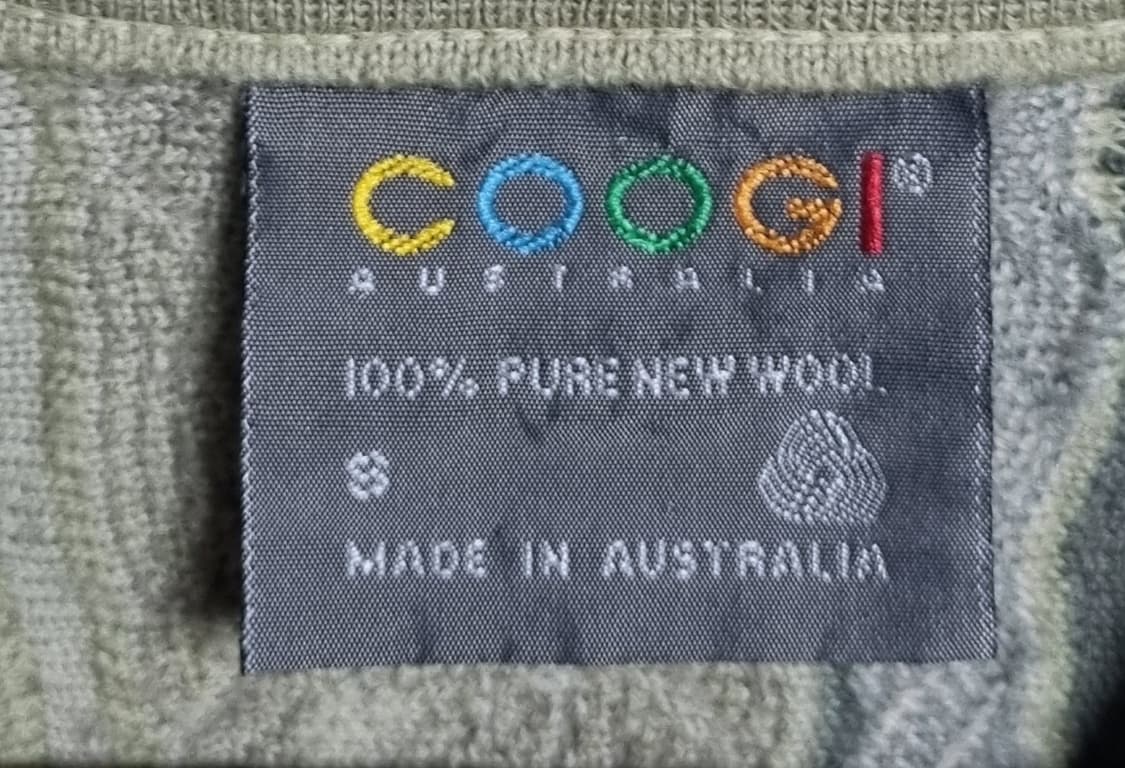 COOGI®
AUSTRALIA
100% PURE NEW WOOL
S
MADE IN AUSTRALIA